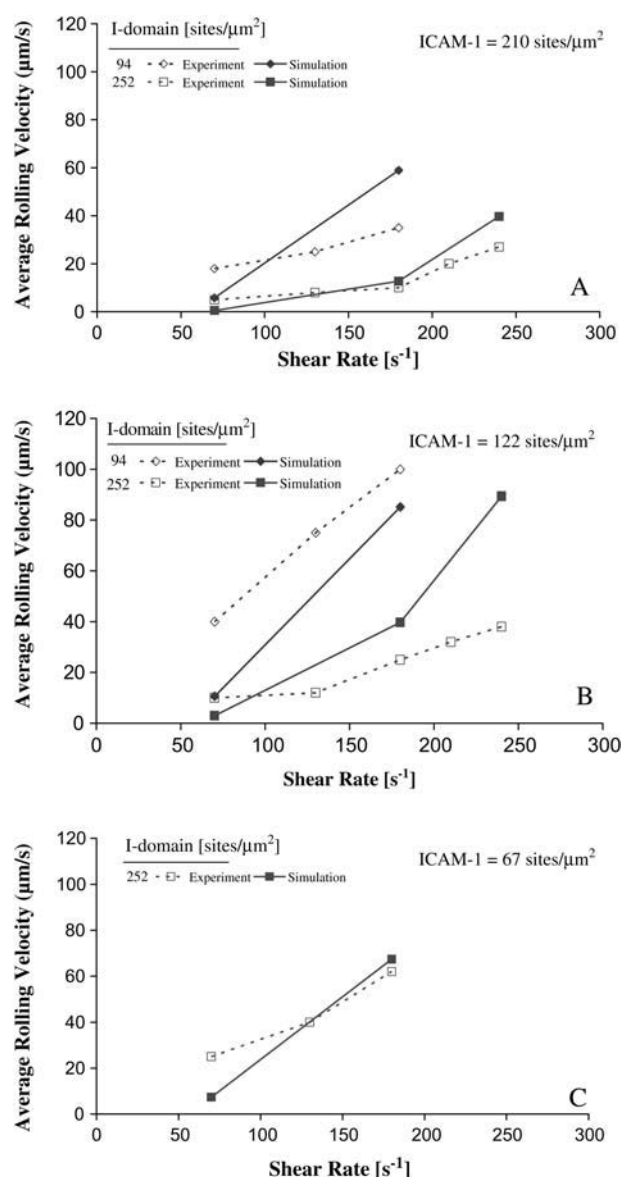 I-domain [sites/μm²]
ICAM-1 = 210 sites/μm²
94 Experiment Simulation
252 Experiment Simulation
Average Rolling Velocity (μm/s)
120
100
80
60
40
20
0
0 50 100 150 200 250 300
Shear Rate [s⁻¹]
A
I-domain [sites/μm²]
ICAM-1 = 122 sites/μm²
94 Experiment Simulation
252 Experiment Simulation
Average Rolling Velocity (μm/s)
120
100
80
60
40
20
0
0 50 100 150 200 250 300
Shear Rate [s⁻¹]
B
I-domain [sites/μm²]
ICAM-1 = 67 sites/μm²
252 Experiment Simulation
Average Rolling Velocity (μm/s)
120
100
80
60
40
20
0
0 50 100 150 200 250 300
Shear Rate [s⁻¹]
C